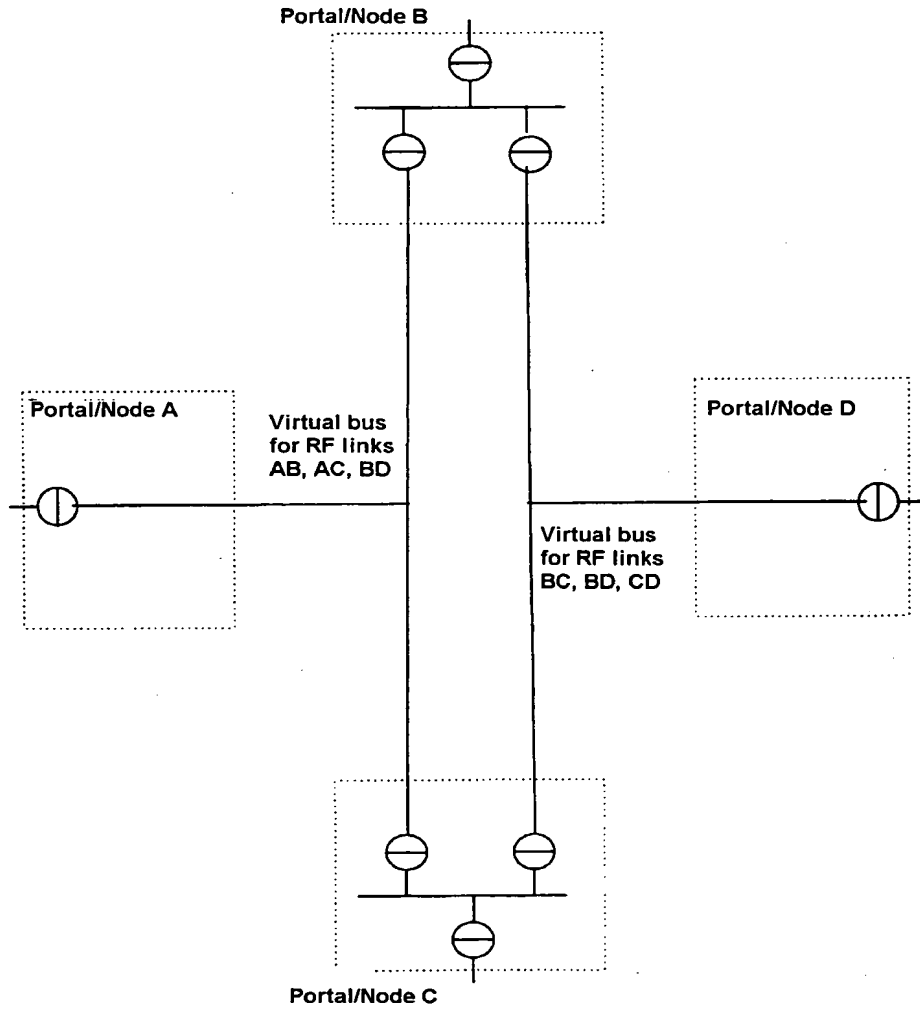 Portal/Node B
Portal/Node A
Virtual bus
for RF links
AB, AC, BD
Portal/Node D
Virtual bus
for RF links
BC, BD, CD
Portal/Node C